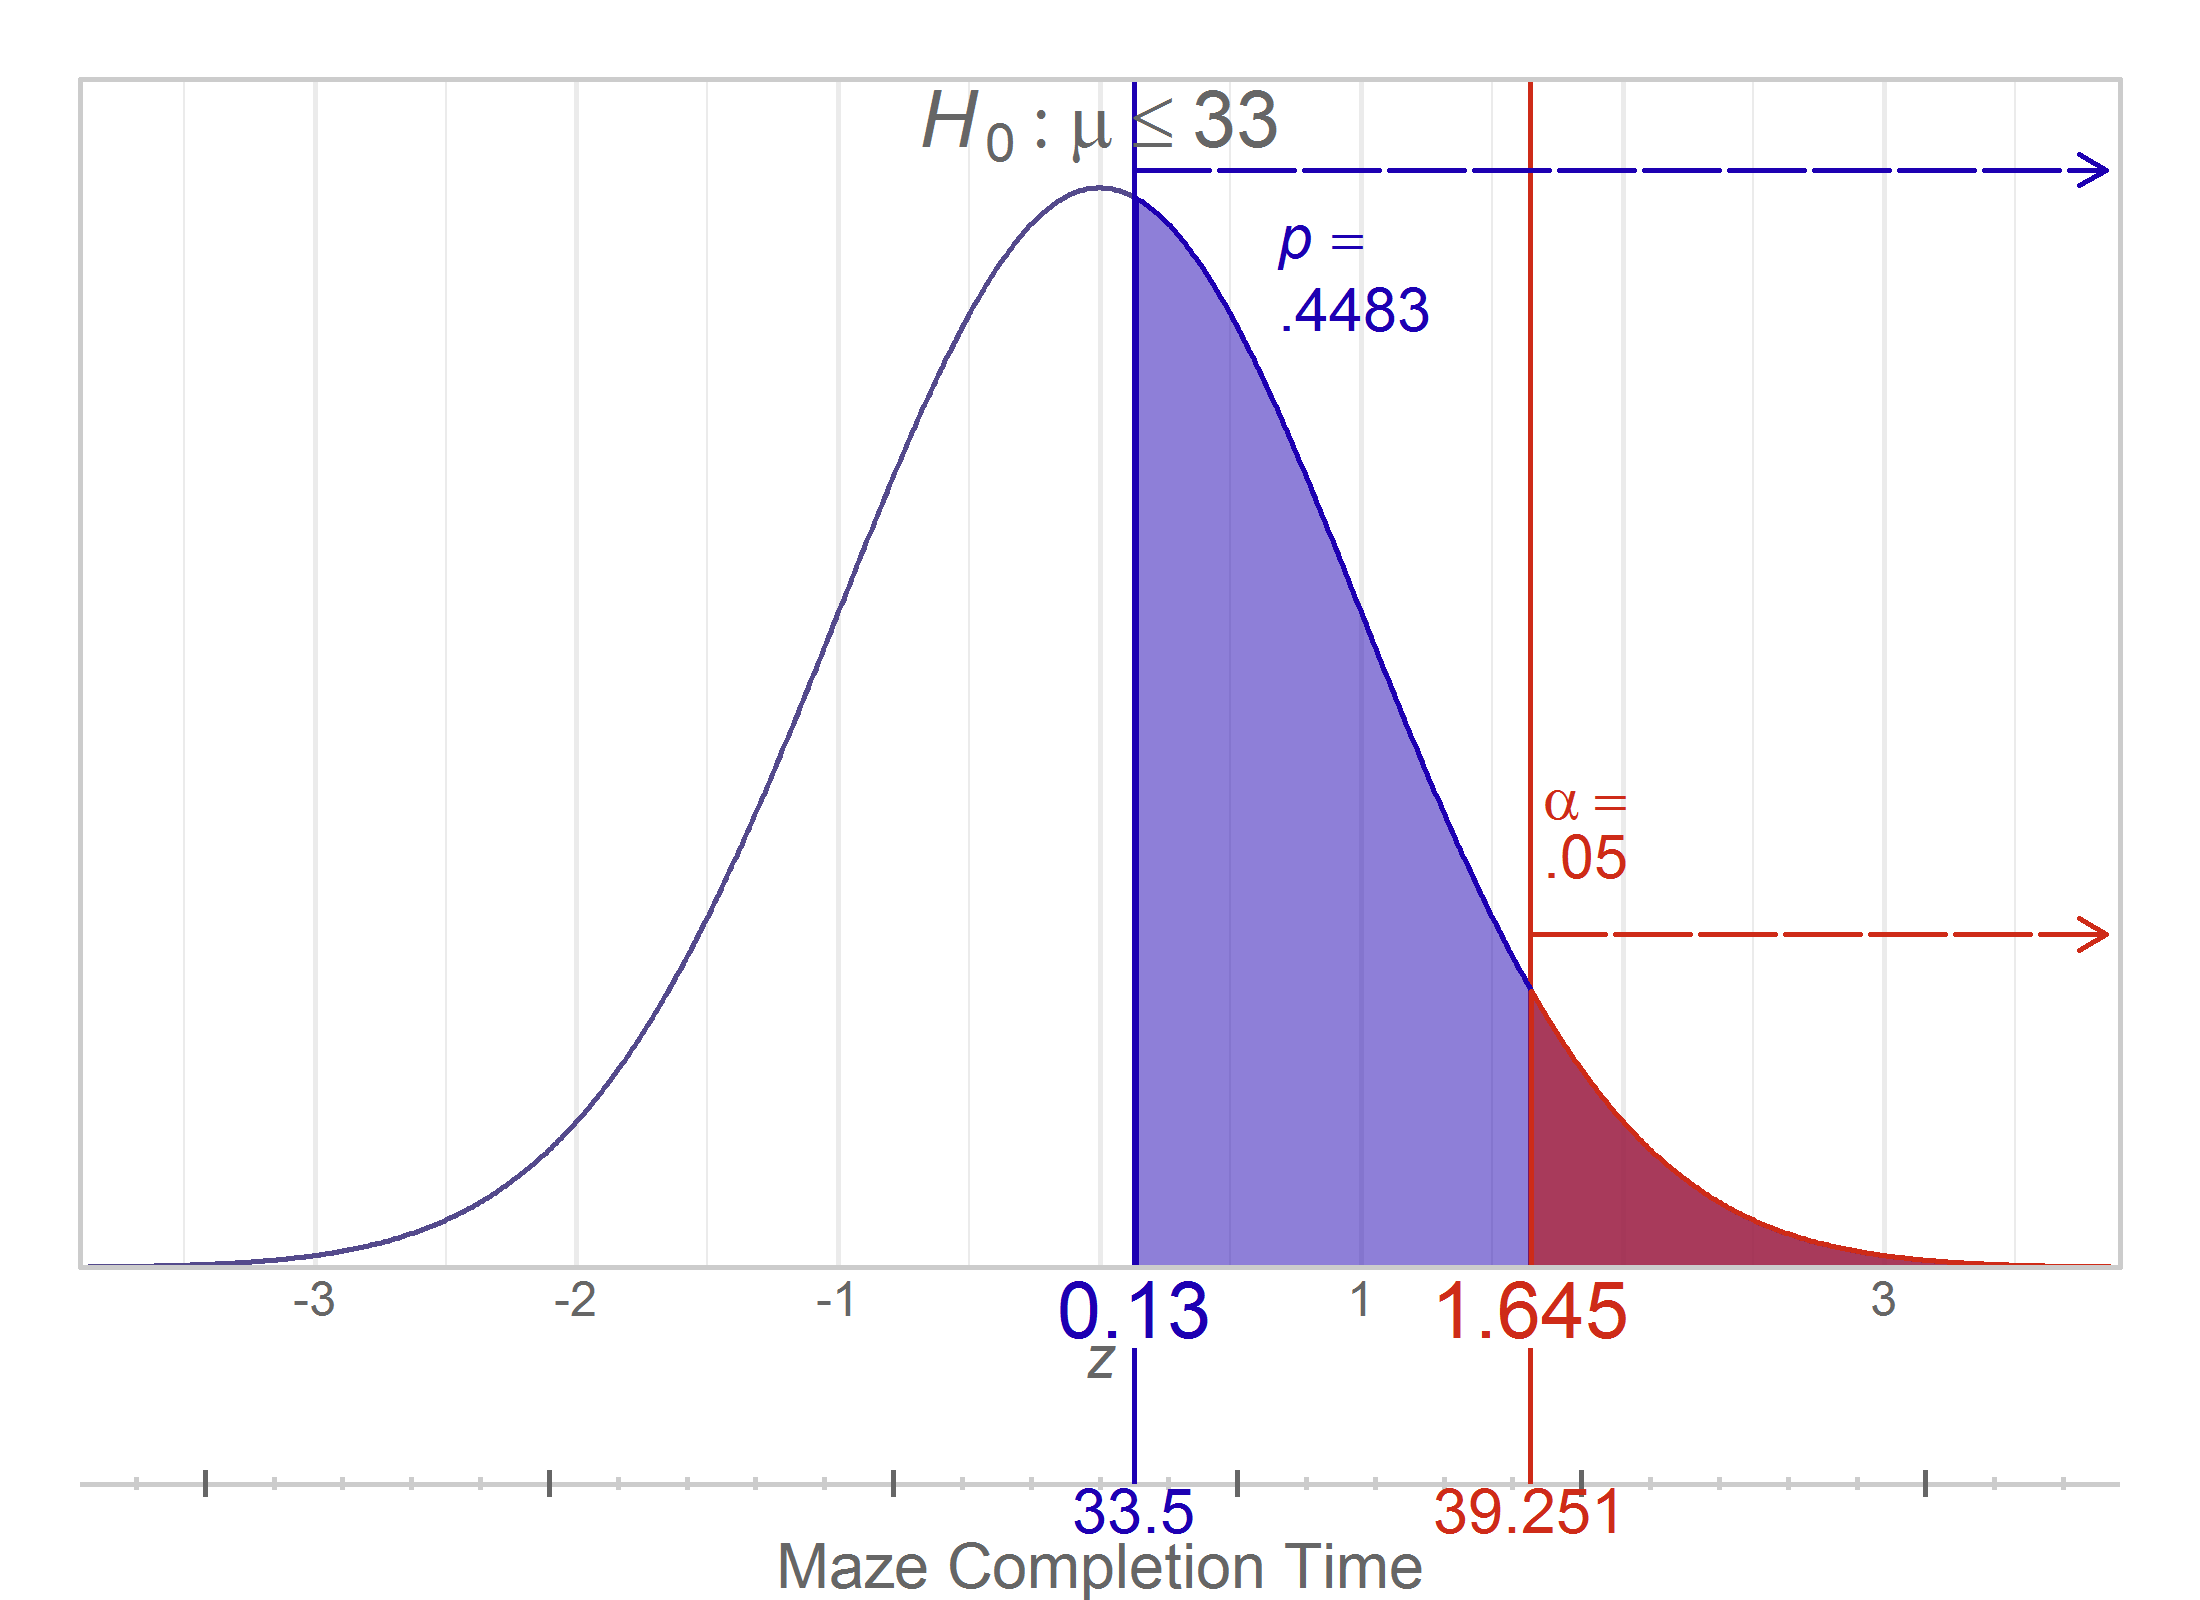 H0 : μ ≤ 33
p =
.4483
α =
.05
-3 -2 -1 0.13 1 1.645 3
z
33.5 39.251
Maze Completion Time